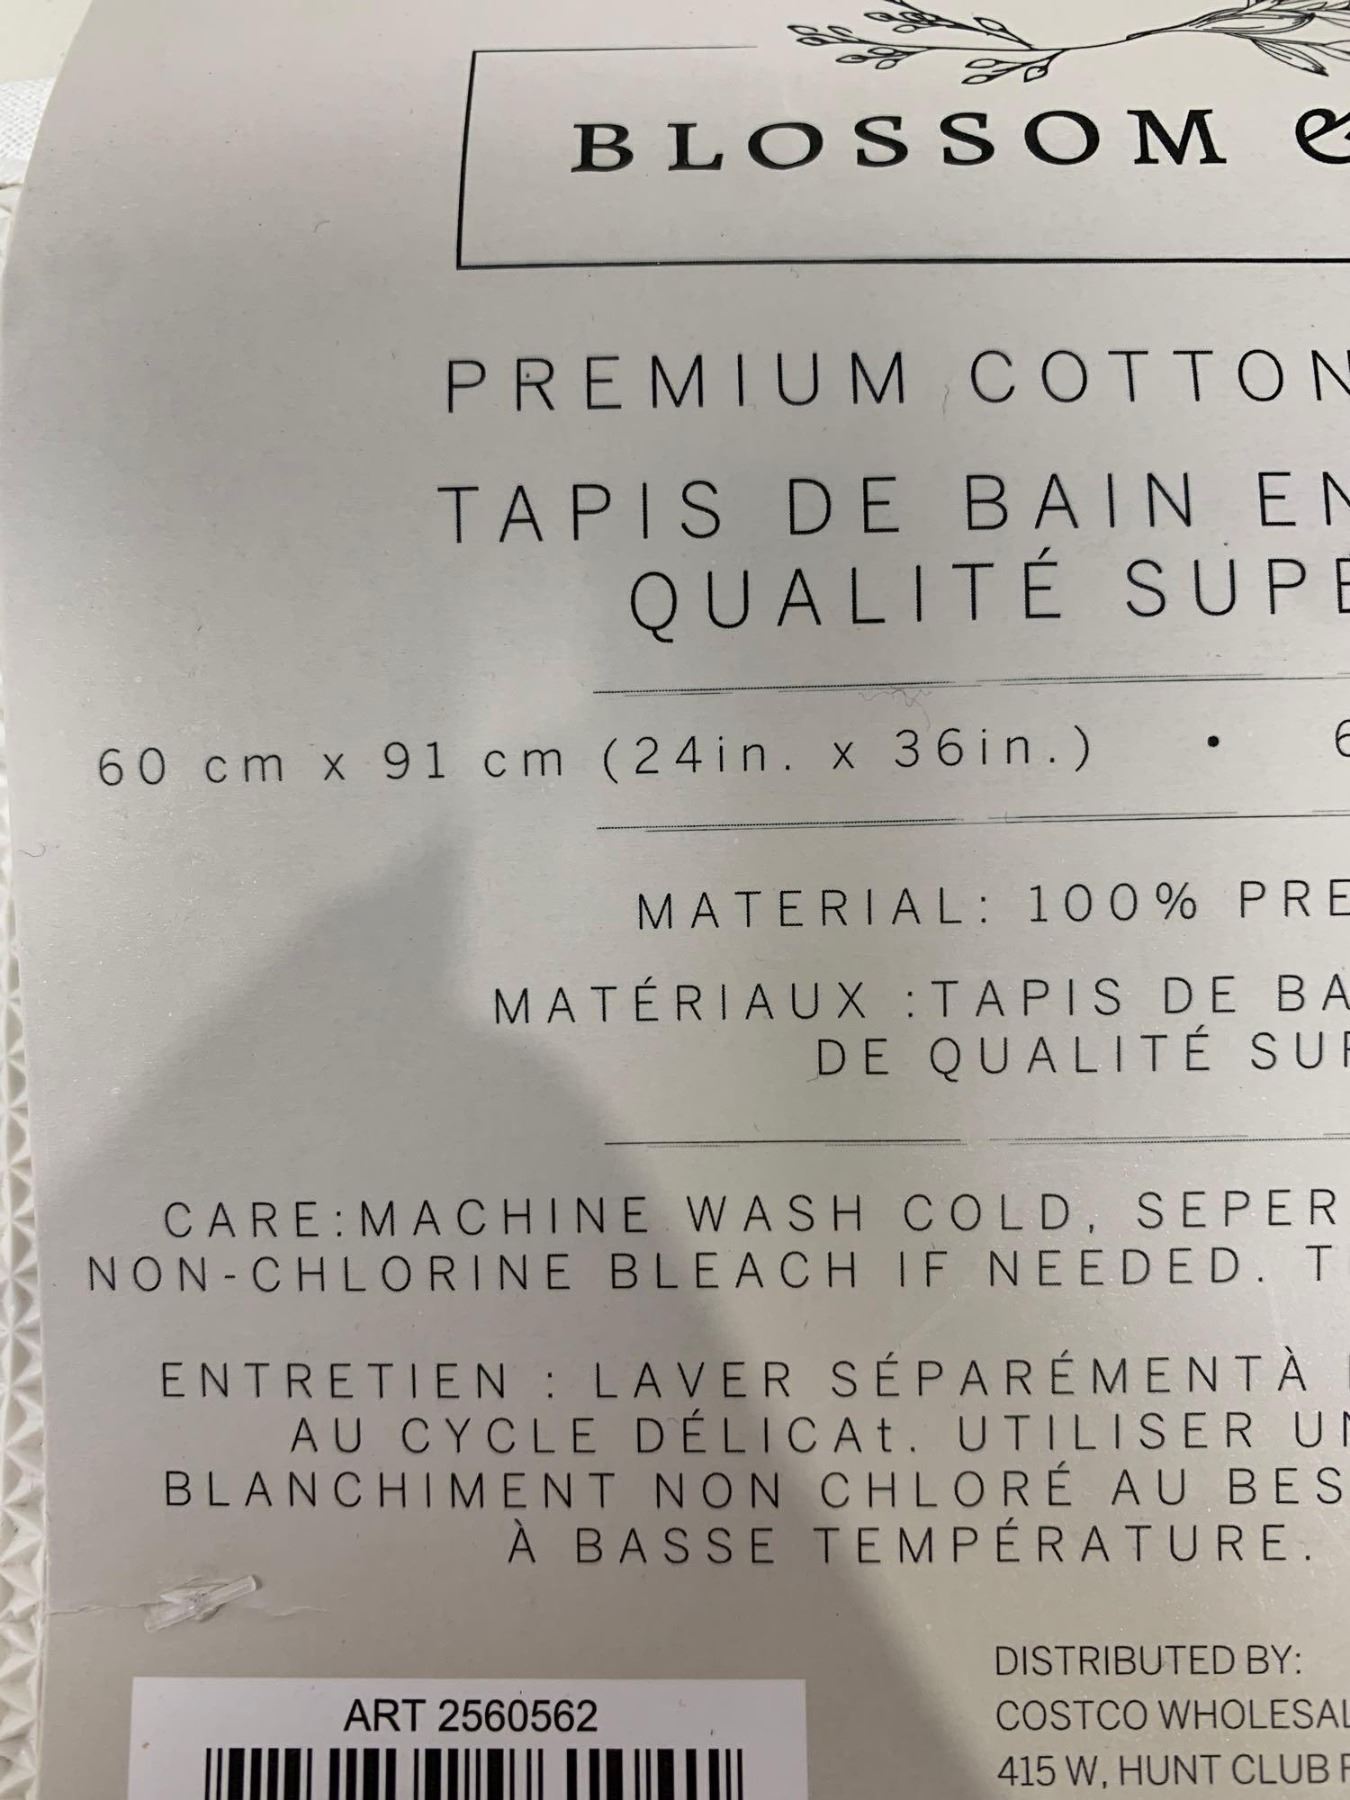 BLOSSOM &
PREMIUM COTTON
TAPIS DE BAIN EN
QUALITÉ SUPE
60 cm x 91 cm (24in. x 36in.) • 6
MATERIAL: 100% PRE
MATÉRIAUX :TAPIS DE BA
DE QUALITÉ SUP
CARE:MACHINE WASH COLD, SEPER
NON-CHLORINE BLEACH IF NEEDED. T
ENTRETIEN : LAVER SÉPARÉMENTÀ
AU CYCLE DÉLICAt. UTILISER UN
BLANCHIMENT NON CHLORÉ AU BES
À BASSE TEMPÉRATURE.
DISTRIBUTED BY:
COSTCO WHOLESAL
415 W, HUNT CLUB R
ART 2560562